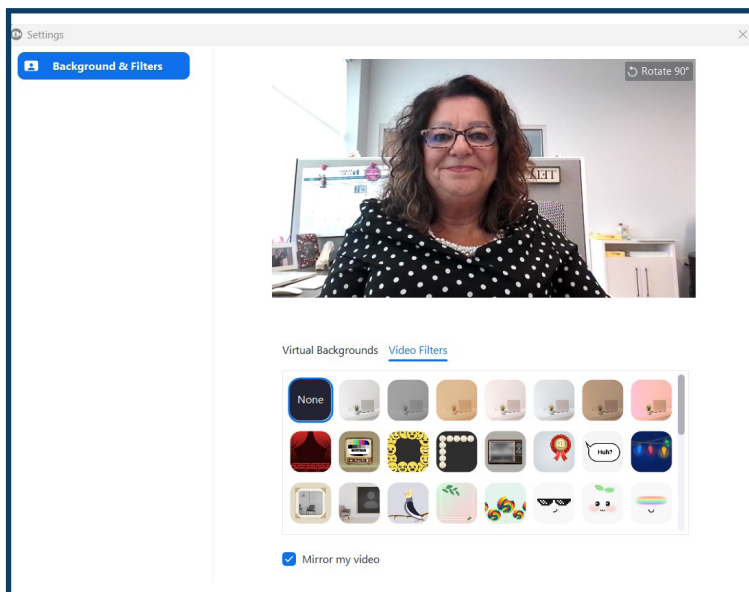 Settings
Background & Filters
Rotate 90°
Virtual Backgrounds Video Filters
None
Huh?
Mirror my video